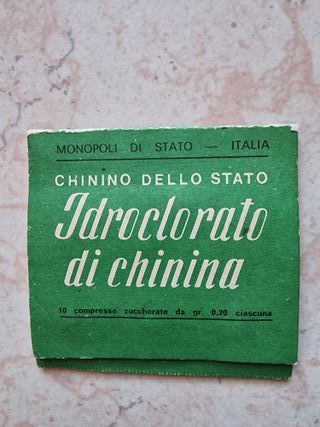 MONOPOLI DI STATO — ITALIA
CHININO DELLO STATO
Idroclorato
di chinina
10 compresse zuccherate da gr. 0,20 ciascuna